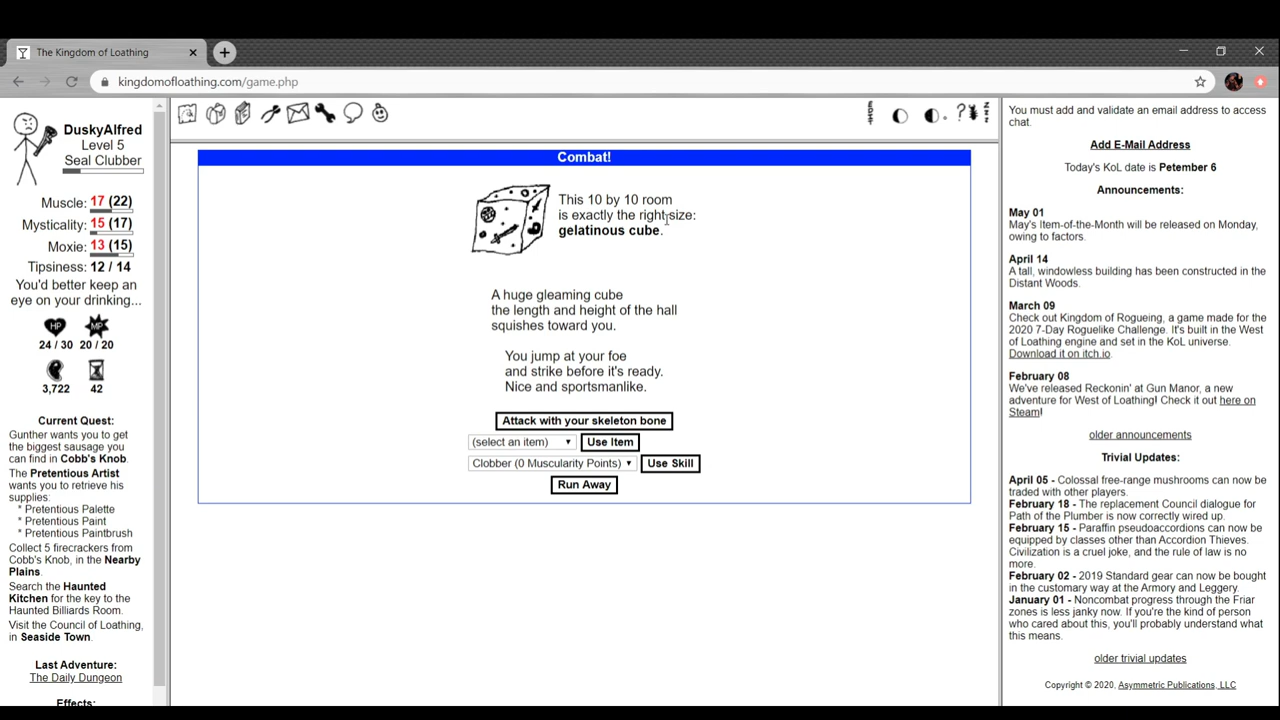 The Kingdom of Loathing
kingdomofloathing.com/game.php
DuskyAlfred
Level 5
Seal Clubber
Muscle: 17 (22)
Mysticality: 15 (17)
Moxie: 13 (15)
Tipsiness: 12 / 14
You'd better keep an
eye on your drinking...
HP MP
24 / 30 20 / 20
3,722 42
Current Quest:
Gunther wants you to get
the biggest sausage you
can find in Cobb's Knob.
The Pretentious Artist
wants you to retrieve his
supplies:
* Pretentious Palette
* Pretentious Paint
* Pretentious Paintbrush
Collect 5 firecrackers from
Cobb's Knob, in the Nearby
Plains.
Search the Haunted
Kitchen for the key to the
Haunted Billiards Room.
Visit the Council of Loathing,
in Seaside Town.
Last Adventure:
The Daily Dungeon
Effects:
Combat!
This 10 by 10 room
is exactly the right size:
gelatinous cube.
A huge gleaming cube
the length and height of the hall
squishes toward you.
You jump at your foe
and strike before it's ready.
Nice and sportsmanlike.
Attack with your skeleton bone
(select an item) Use Item
Clobber (0 Muscularity Points) Use Skill
Run Away
You must add and validate an email address to access
chat.
Add E-Mail Address
Today's KoL date is Petember 6
Announcements:
May 01
May's Item-of-the-Month will be released on Monday,
owing to factors.
April 14
A tall, windowless building has been constructed in the
Distant Woods.
March 09
Check out Kingdom of Rogueing, a game made for the
2020 7-Day Roguelike Challenge. It's built in the West
of Loathing engine and set in the KoL universe.
Download it on itch.io.
February 08
We've released Reckonin' at Gun Manor, a new
adventure for West of Loathing! Check it out here on
Steam!
older announcements
Trivial Updates:
April 05 - Colossal free-range mushrooms can now be
traded with other players.
February 18 - The replacement Council dialogue for
Path of the Plumber is now correctly wired up.
February 15 - Paraffin pseudoaccordions can now be
equipped by classes other than Accordion Thieves.
Civilization is a cruel joke, and the rule of law is no
more.
February 02 - 2019 Standard gear can now be bought
in the customary way at the Armory and Leggery.
January 01 - Noncombat progress through the Friar
zones is less janky now. If you're the kind of person
who cared about this, you'll probably understand what
this means.
older trivial updates
Copyright © 2020, Asymmetric Publications, LLC